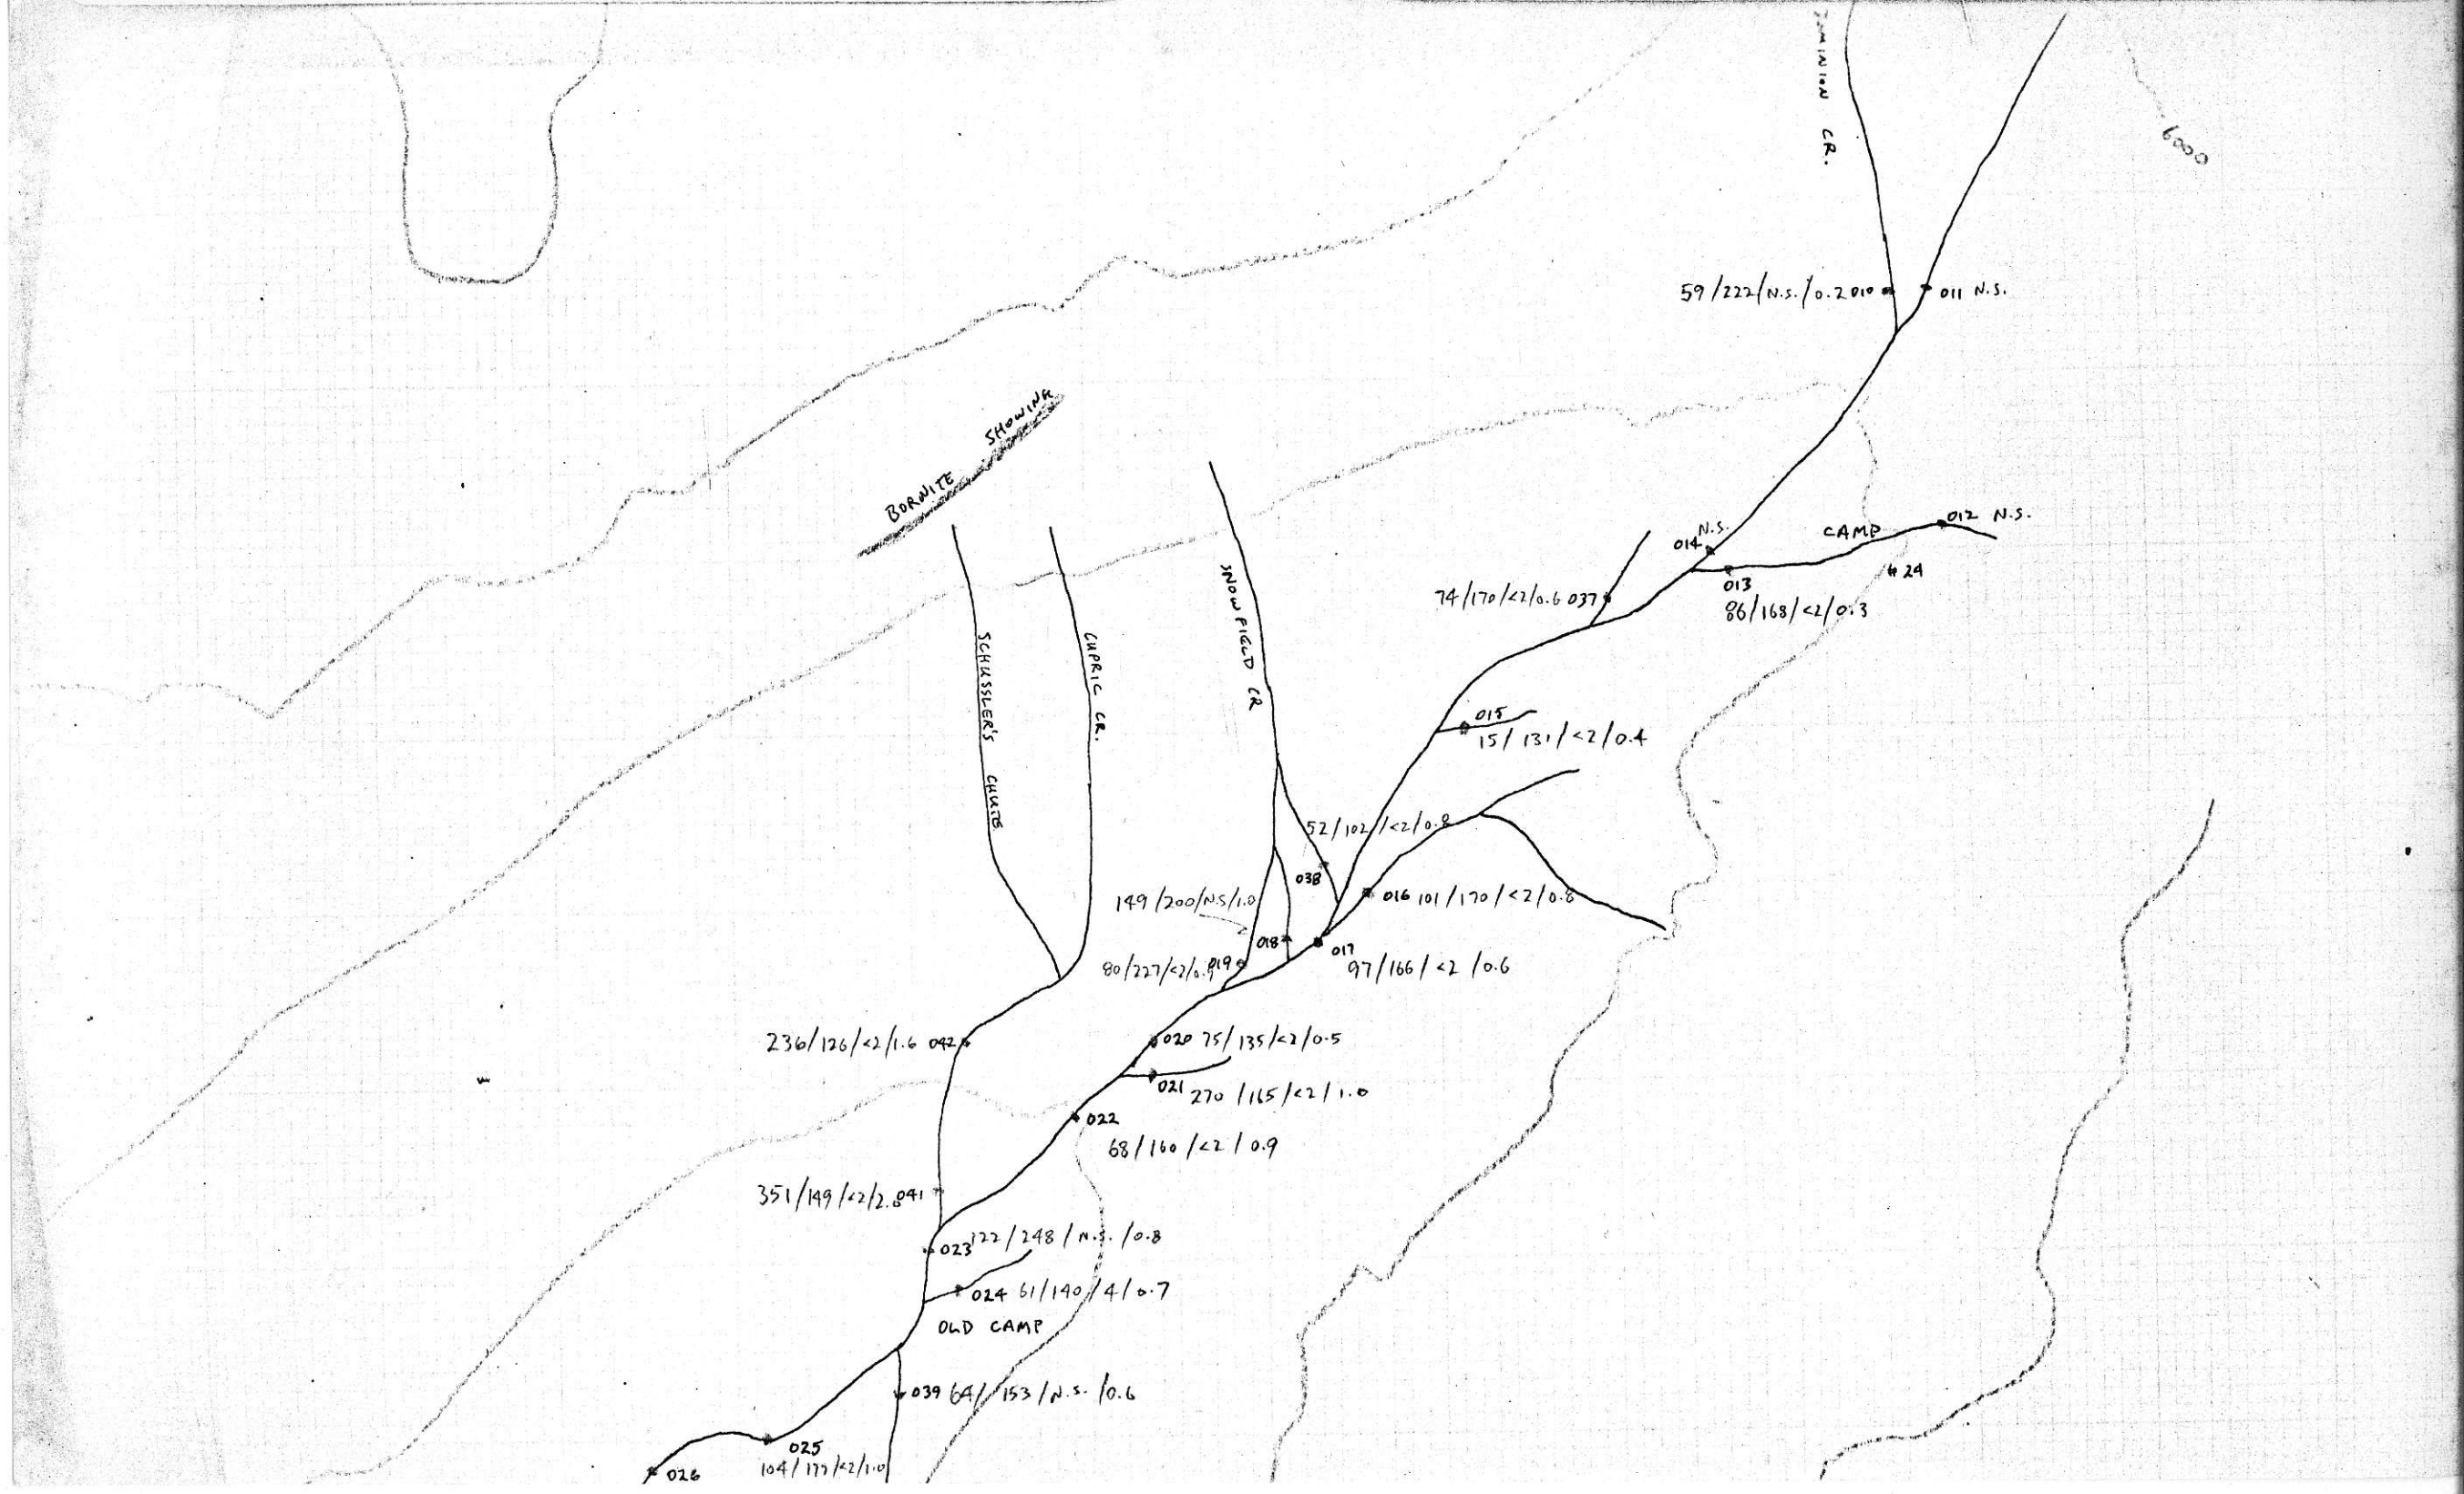 CR.
6000
59/222/N.S./0.2 010
011 N.S.
BORNITE SHOWING
N.S.
014
CAMP
012 N.S.
#24
013
86/168/<2/0.3
74/170/<2/0.6 037
SNOWFIELD CR
SCHUSSLER'S CHUTE
CUPRIC CR.
015
15/131/<2/0.4
52/102/<2/0.8
038
149/200/N.S/1.0
016 101/170/<2/0.8
018
017
97/166/<2/0.6
80/227/<2/0.9 019
236/126/<2/1.6 042
020 75/135/<2/0.5
021
270/165/<2/1.0
022
68/160/<2/0.9
351/149/<2/2.8 041
023 122/248/N.S./0.8
024 61/140/4/0.7
OLD CAMP
039 64/153/N.S./0.6
025
104/177/<2/1.0
026